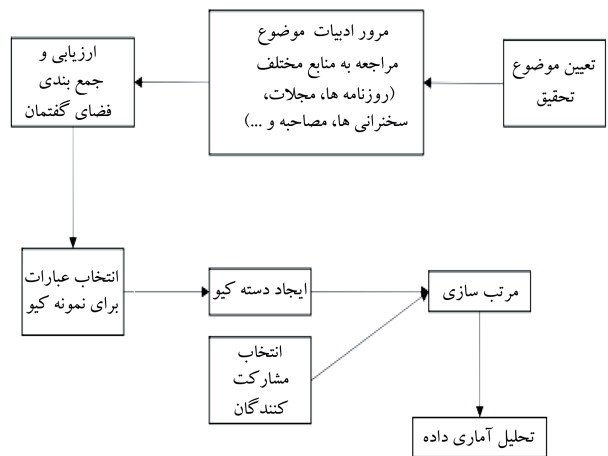 تعیین موضوع
تحقیق
مرور ادبیات موضوع
مراجعه به منابع مختلف
(روزنامه ها، مجلات،
سخنرانی ها، مصاحبه و ...)
ارزیابی و
جمع بندی
فضای گفتمان
انتخاب عبارات
برای نمونه کیو
ایجاد دسته کیو
انتخاب
مشارکت
کنندگان
مرتب سازی
تحلیل آماری داده